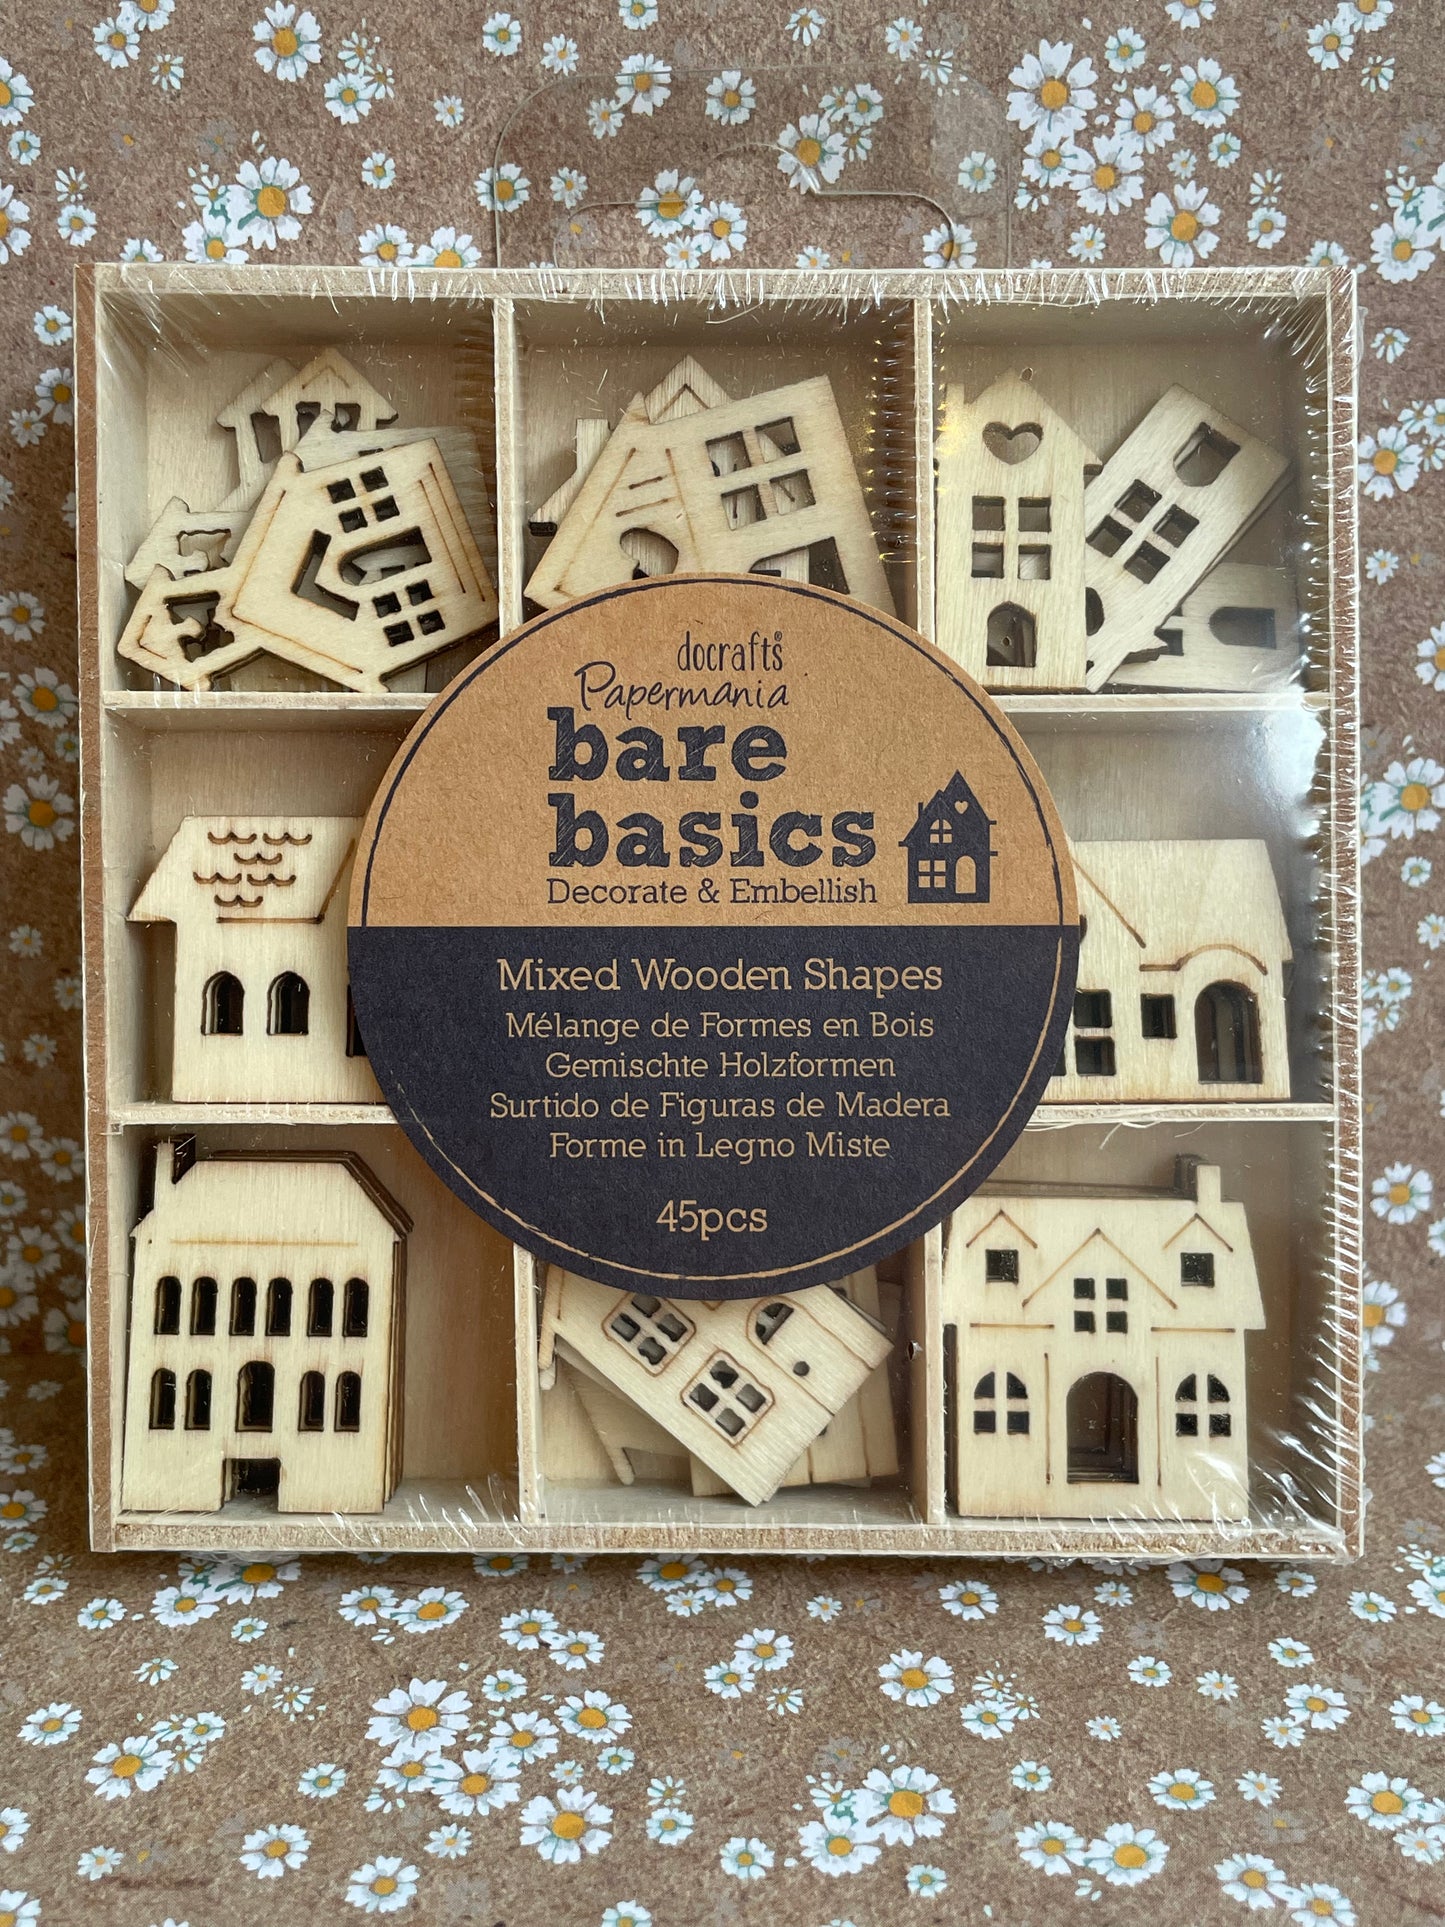 docrafts®
Papermania
bare
basics
Decorate & Embellish
Mixed Wooden Shapes
Mélange de Formes en Bois
Gemischte Holzformen
Surtido de Figuras de Madera
Forme in Legno Miste
45pcs